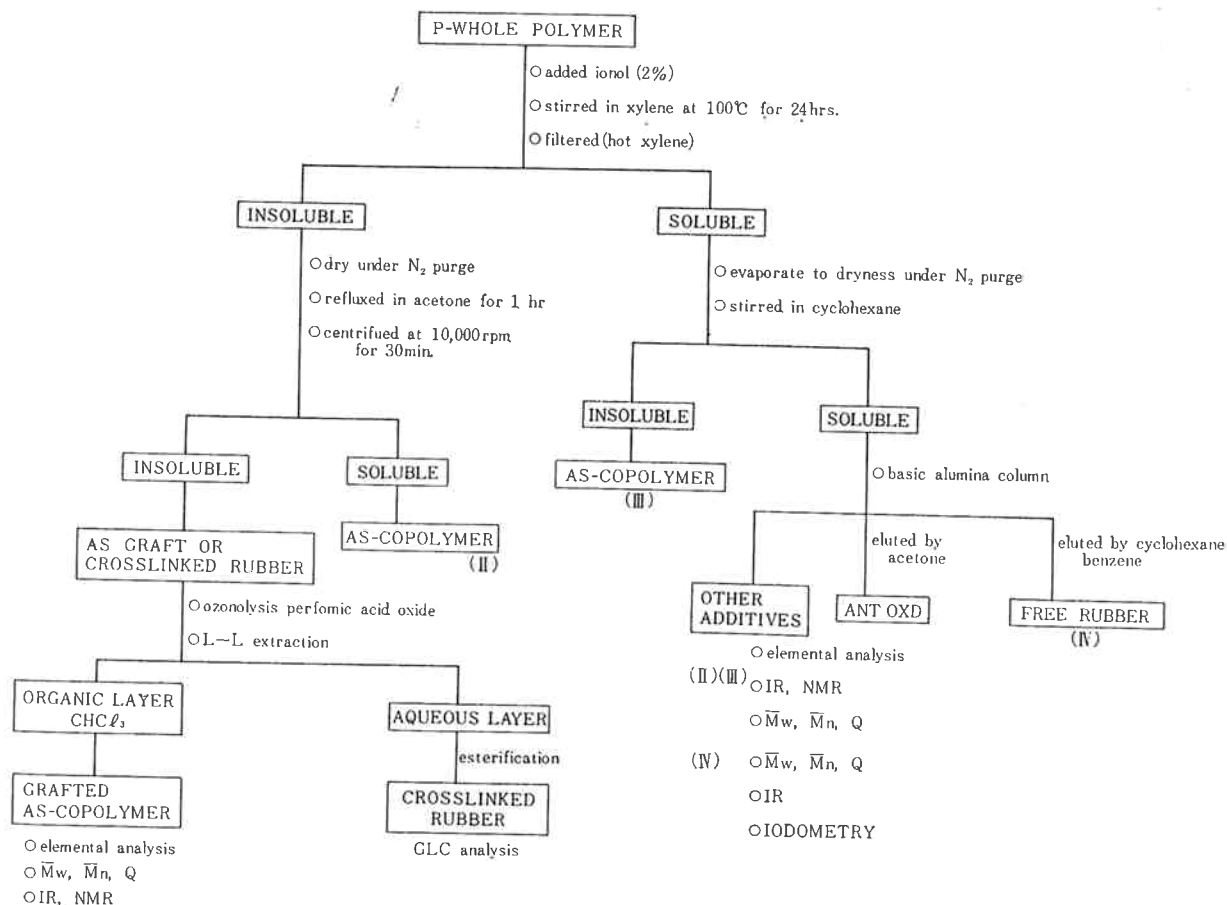 P-WHOLE POLYMER
○added ionol (2%)
○stirred in xylene at 100℃ for 24hrs.
○filtered(hot xylene)
INSOLUBLE
SOLUBLE
○dry under N₂ purge
○refluxed in acetone for 1 hr
○centrifued at 10,000rpm
for 30min.
○evaporate to dryness under N₂ purge
○stirred in cyclohexane
INSOLUBLE
SOLUBLE
AS-COPOLYMER
(Ⅲ)
○basic alumina column
INSOLUBLE
SOLUBLE
AS GRAFT OR
CROSSLINKED RUBBER
AS-COPOLYMER
(Ⅱ)
eluted by
acetone
eluted by cyclohexane
benzene
OTHER
ADDITIVES
ANT OXD
FREE RUBBER
(Ⅳ)
○ozonolysis perfomic acid oxide
○L-L extraction
ORGANIC LAYER
CHCℓ₃
AQUEOUS LAYER
esterification
GRAFTED
AS-COPOLYMER
CROSSLINKED
RUBBER
○elemental analysis
○M̅w, M̅n, Q
○IR, NMR
GLC analysis
(Ⅱ)(Ⅲ)
○elemental analysis
○IR, NMR
○M̅w, M̅n, Q
(Ⅳ)
○M̅w, M̅n, Q
○IR
○IODOMETRY